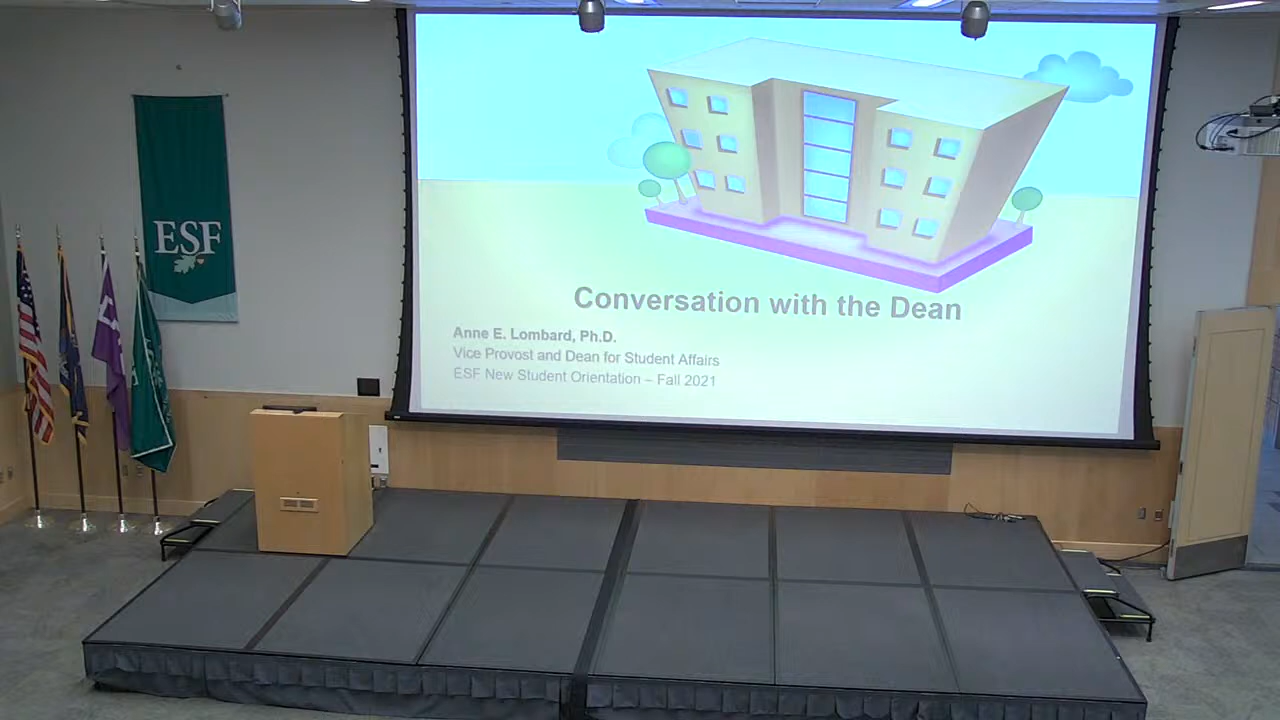 ESF
Conversation with the Dean
Anne E. Lombard, Ph.D.
Vice Provost and Dean for Student Affairs
ESF New Student Orientation – Fall 2021